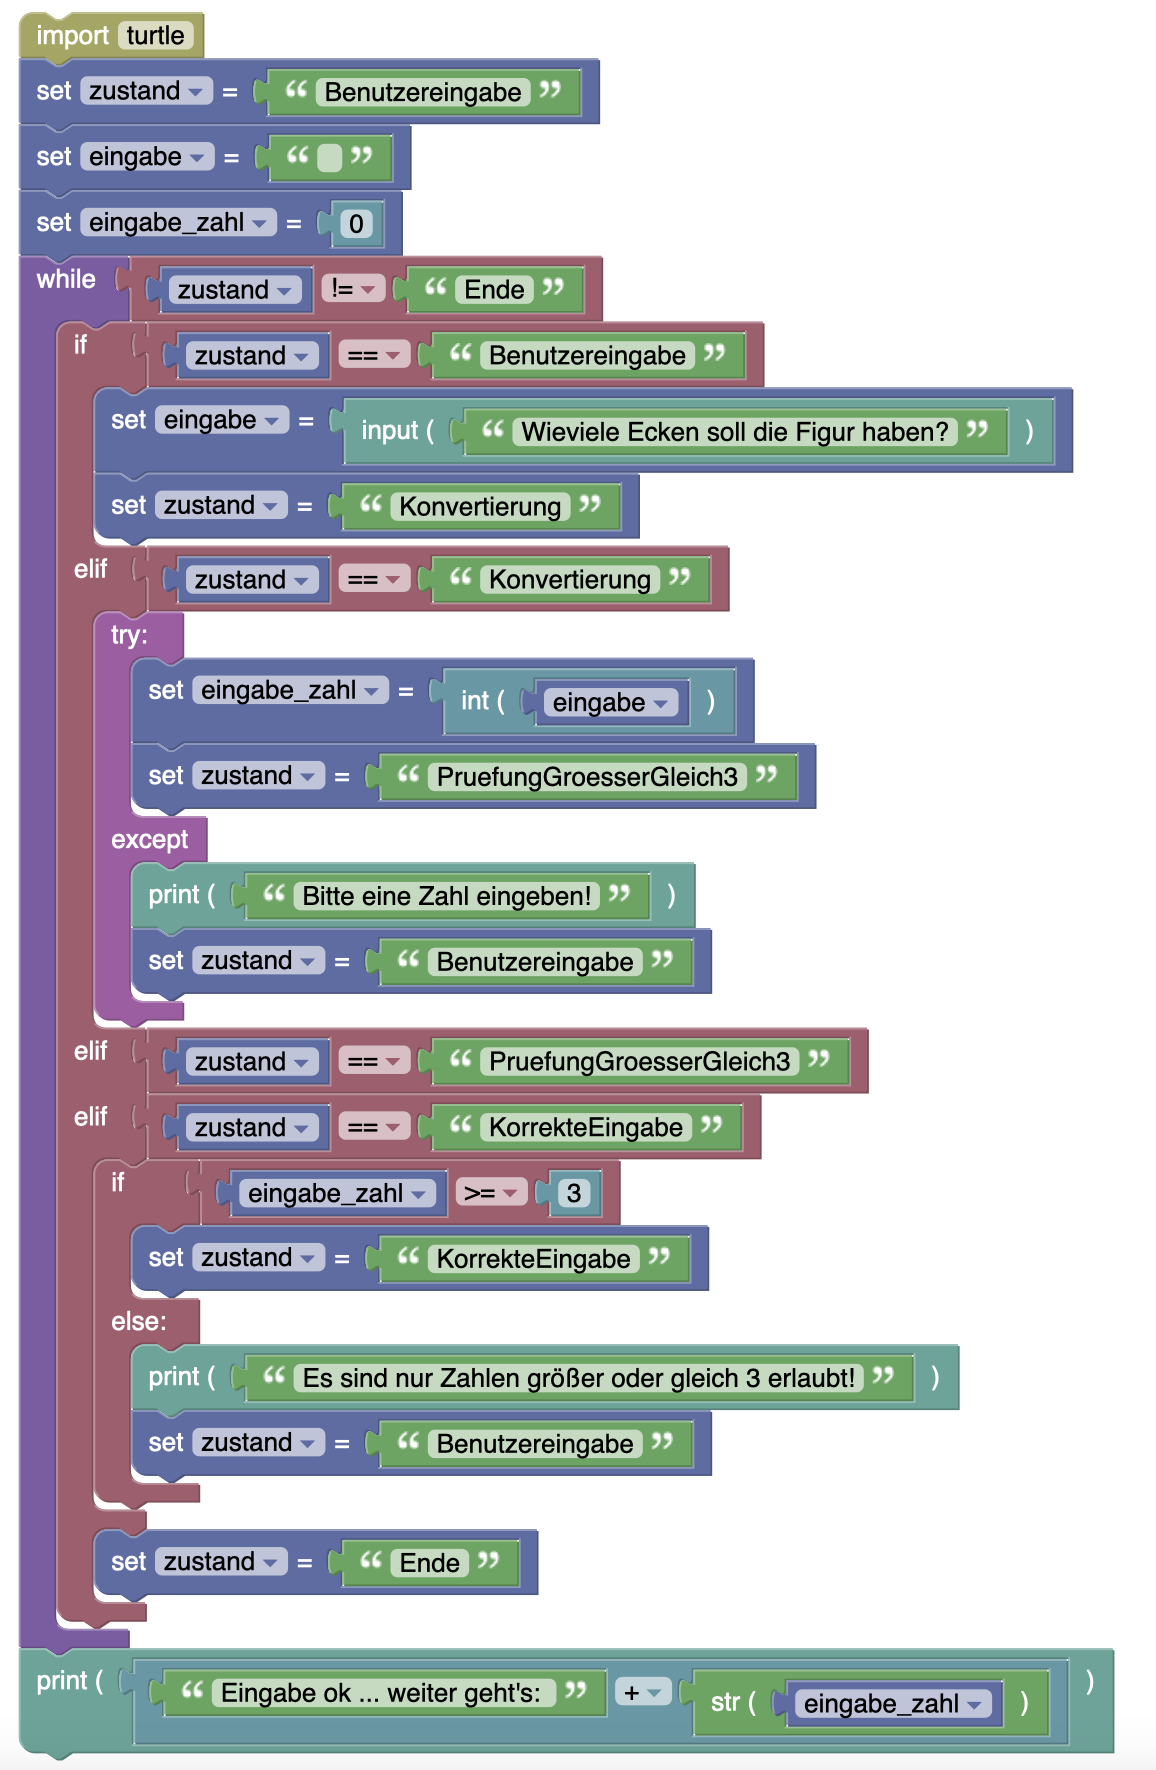 import turtle
set zustand = “ Benutzereingabe ”
set eingabe = “ ”
set eingabe_zahl = 0
while zustand != “ Ende ”
if zustand == “ Benutzereingabe ”
set eingabe = input ( “ Wieviele Ecken soll die Figur haben? ” )
set zustand = “ Konvertierung ”
elif zustand == “ Konvertierung ”
try:
set eingabe_zahl = int ( eingabe )
set zustand = “ PruefungGroesserGleich3 ”
except
print ( “ Bitte eine Zahl eingeben! ” )
set zustand = “ Benutzereingabe ”
elif zustand == “ PruefungGroesserGleich3 ”
elif zustand == “ KorrekteEingabe ”
if eingabe_zahl >= 3
set zustand = “ KorrekteEingabe ”
else:
print ( “ Es sind nur Zahlen größer oder gleich 3 erlaubt! ” )
set zustand = “ Benutzereingabe ”
set zustand = “ Ende ”
print ( “ Eingabe ok ... weiter geht's: ” + str ( eingabe_zahl ) )